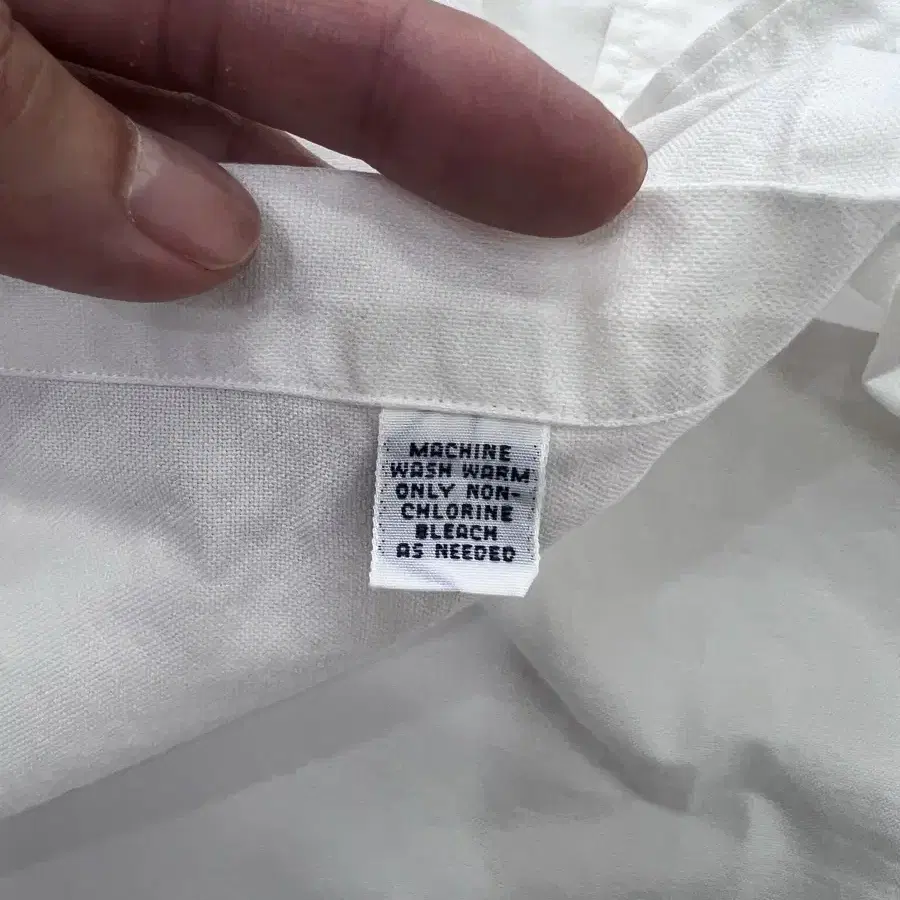 MACHINE
WASH WARM
ONLY NON-
CHLORINE
BLEACH
AS NEEDED